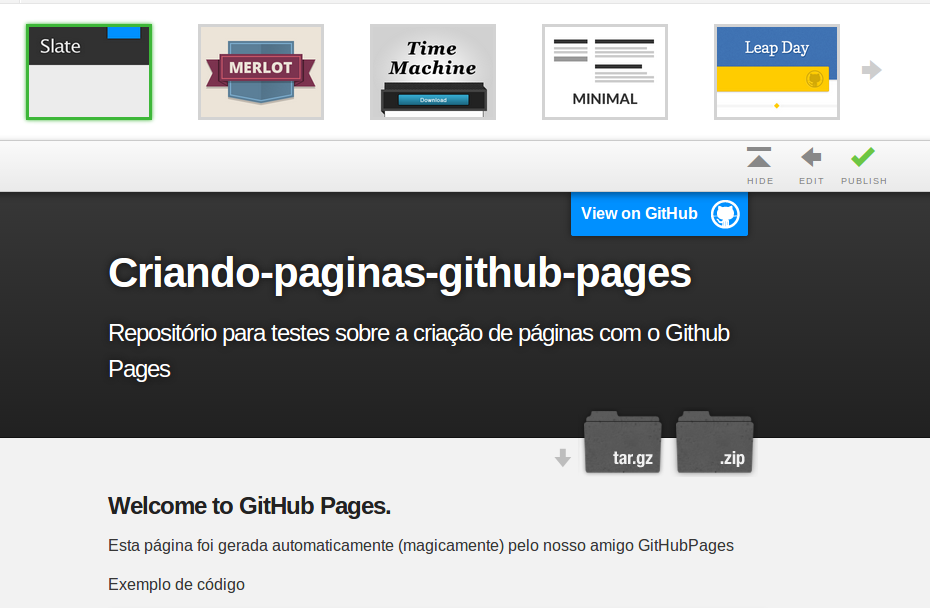 Slate
MERLOT
Time
Machine
Download
MINIMAL
Leap Day
HIDE
EDIT
PUBLISH
View on GitHub
Criando-paginas-github-pages
Repositório para testes sobre a criação de páginas com o Github
Pages
tar.gz
.zip
Welcome to GitHub Pages.
Esta página foi gerada automaticamente (magicamente) pelo nosso amigo GitHubPages
Exemplo de código